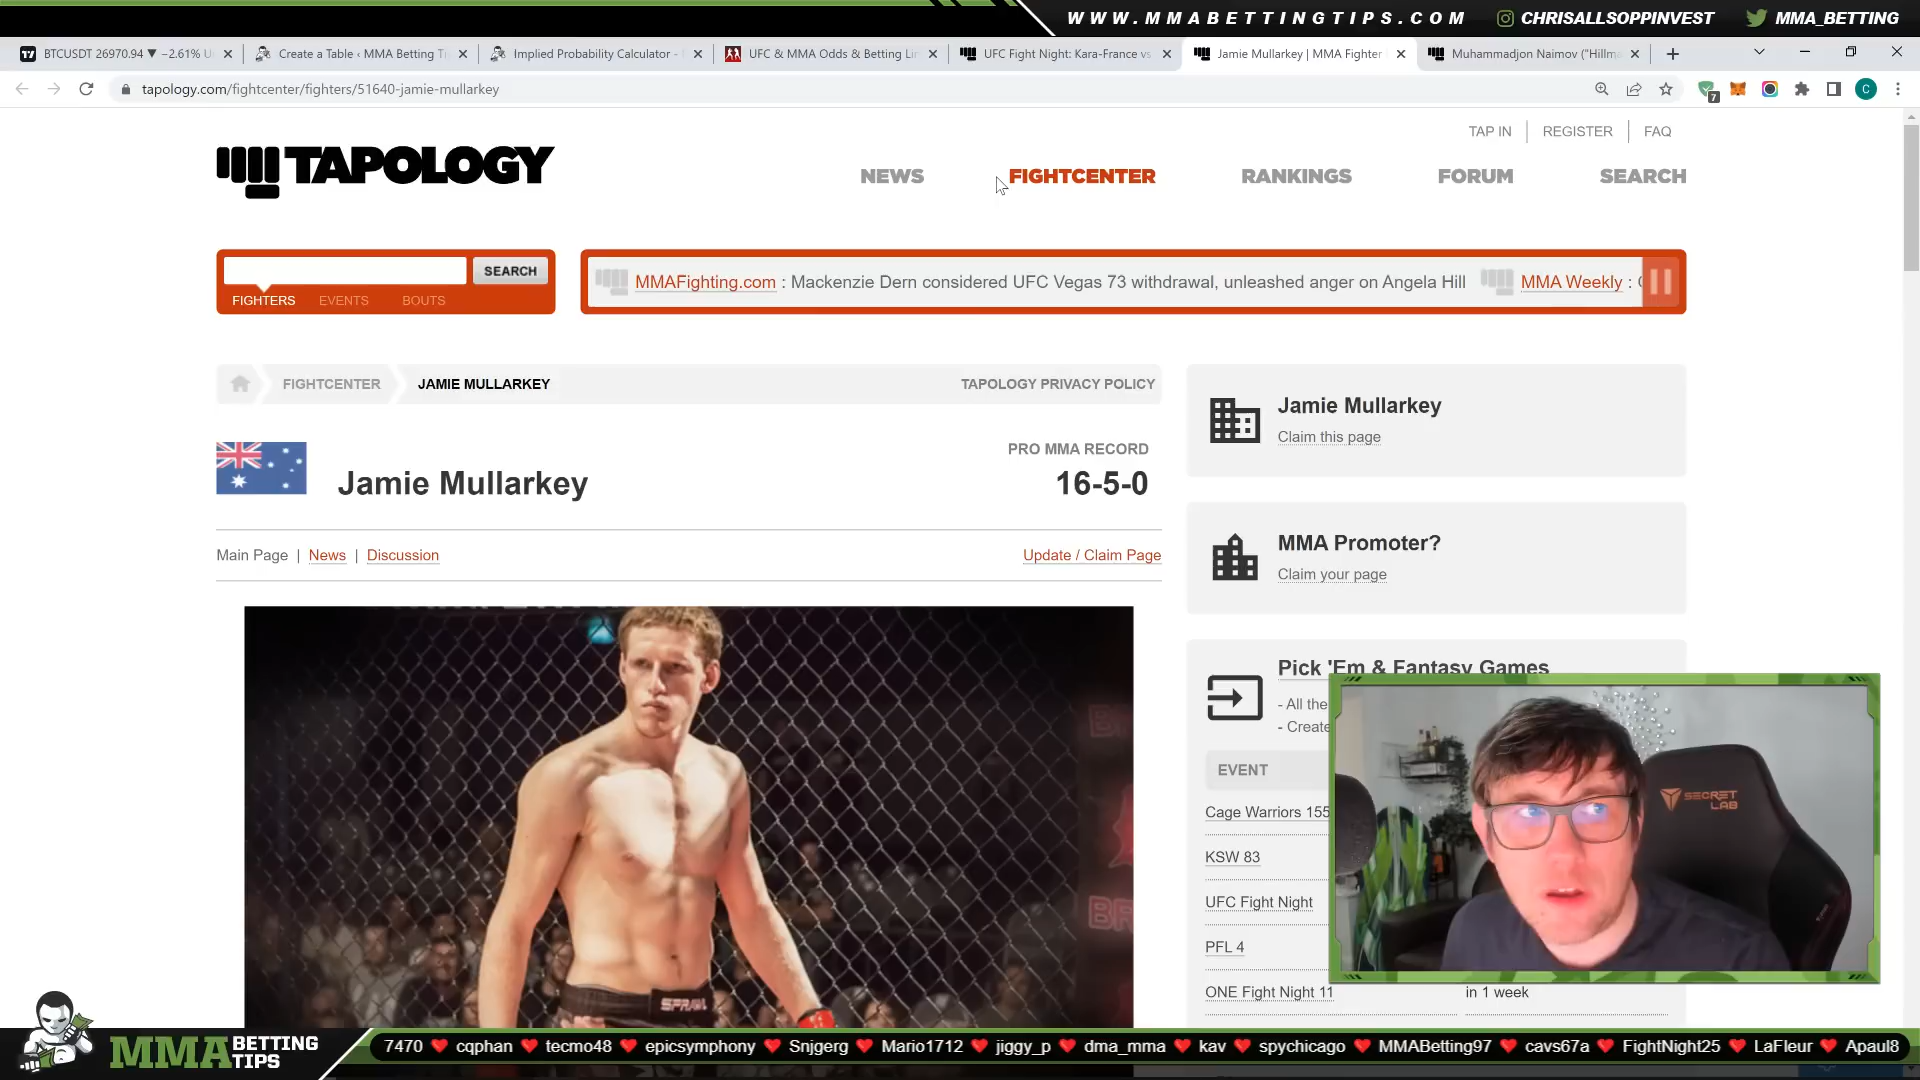 WWW.MMABETTINGTIPS.COM CHRISALLSOPPINVEST MMA_BETTING
BTCUSDT 26970.94 ▼ −2.61% U
Create a Table ‹ MMA Betting Ti
Implied Probability Calculator -
UFC & MMA Odds & Betting Lin
UFC Fight Night: Kara-France vs
Jamie Mullarkey | MMA Fighter
Muhammadjon Naimov ("Hillm
tapology.com/fightcenter/fighters/51640-jamie-mullarkey
7
C
TAP IN REGISTER FAQ
TAPOLOGY
NEWS FIGHTCENTER RANKINGS FORUM SEARCH
SEARCH
FIGHTERS EVENTS BOUTS
MMAFighting.com : Mackenzie Dern considered UFC Vegas 73 withdrawal, unleashed anger on Angela Hill MMA Weekly :
FIGHTCENTER JAMIE MULLARKEY TAPOLOGY PRIVACY POLICY
Jamie Mullarkey
PRO MMA RECORD
16-5-0
Main Page | News | Discussion Update / Claim Page
Jamie Mullarkey
Claim this page
MMA Promoter?
Claim your page
Pick 'Em & Fantasy Games
- All the
- Create
EVENT
Cage Warriors 155
KSW 83
UFC Fight Night
PFL 4
ONE Fight Night 11 in 1 week
SPRAWL
SECRET
LAB
MMA BETTING
TIPS
7470 ❤ cqphan ❤ tecmo48 ❤ epicsymphony ❤ Snjgerg ❤ Mario1712 ❤ jiggy_p ❤ dma_mma ❤ kav ❤ spychicago ❤ MMABetting97 ❤ cavs67a ❤ FightNight25 ❤ LaFleur ❤ Apaul8